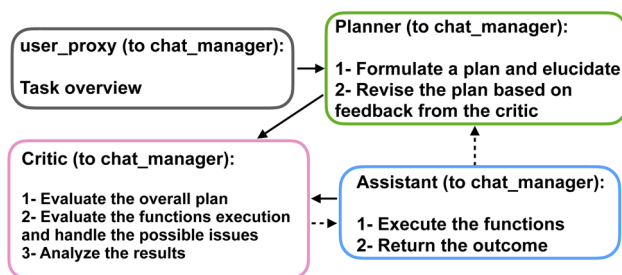 user_proxy (to chat_manager):
Task overview
Planner (to chat_manager):
1- Formulate a plan and elucidate
2- Revise the plan based on
feedback from the critic
Critic (to chat_manager):
1- Evaluate the overall plan
2- Evaluate the functions execution
and handle the possible issues
3- Analyze the results
Assistant (to chat_manager):
1- Execute the functions
2- Return the outcome